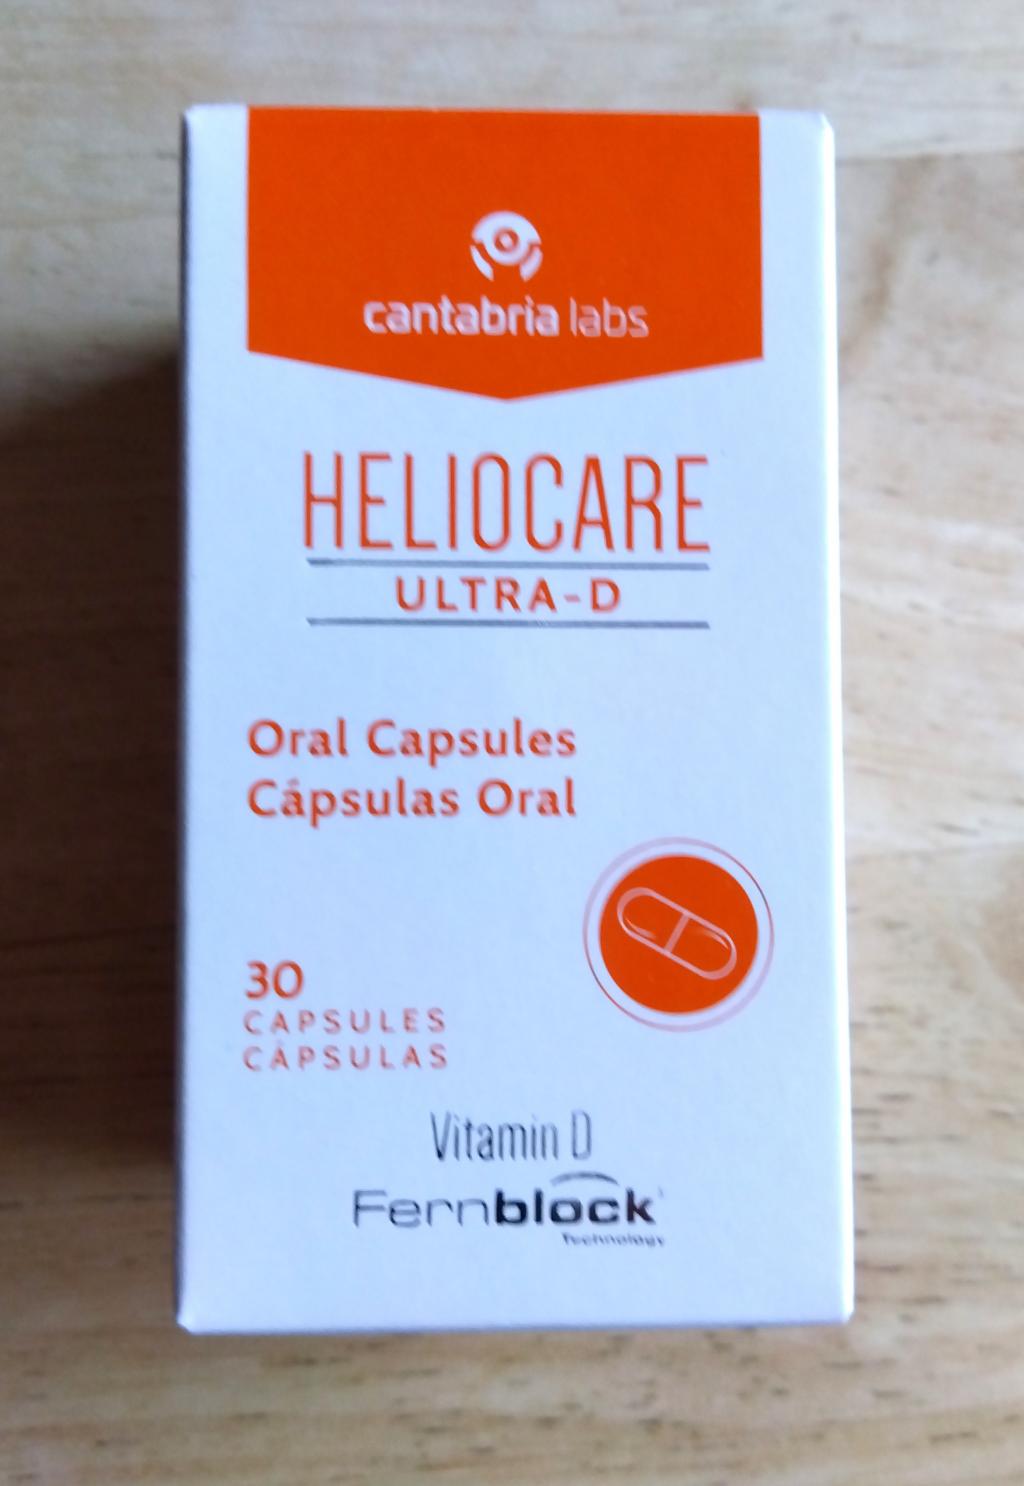 cantabria labs
HELIOCARE
ULTRA-D
Oral Capsules
Cápsulas Oral
30
CAPSULES
CÁPSULAS
Vitamin D
Fernblock
Technology